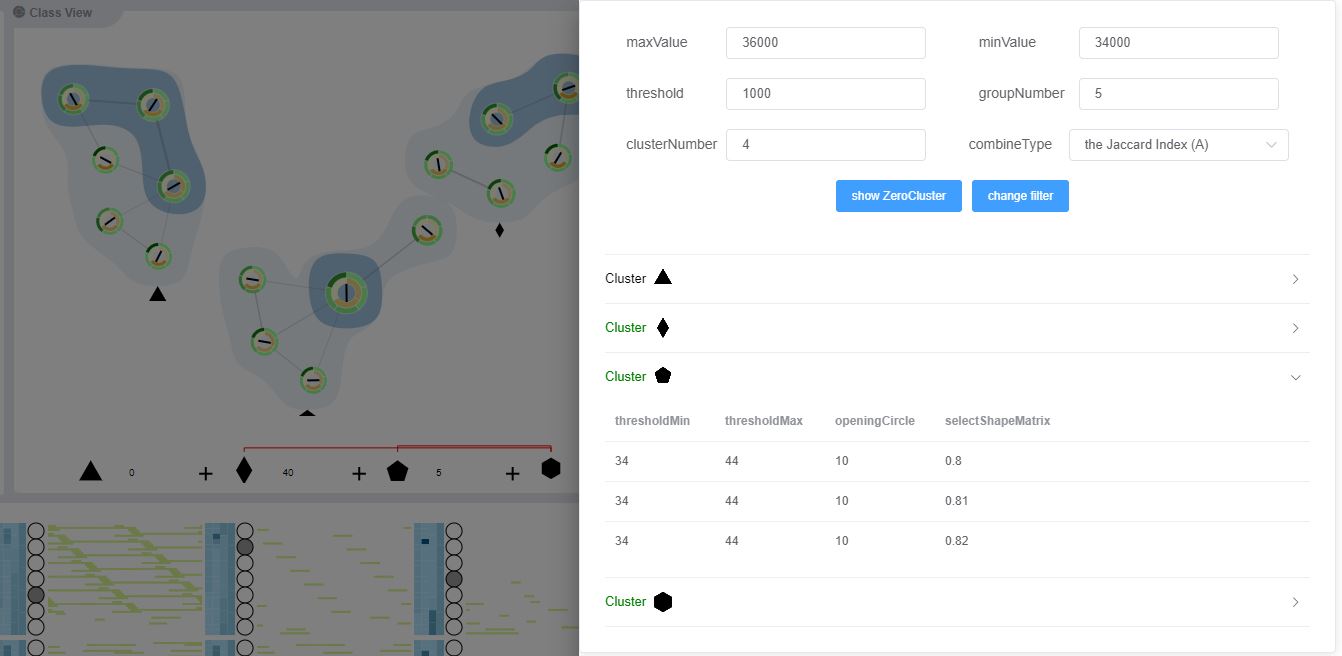 Class View
0
40
5
maxValue 36000 minValue 34000
threshold 1000 groupNumber 5
clusterNumber 4 combineType the Jaccard Index (A)
show ZeroCluster change filter
Cluster
Cluster
Cluster
thresholdMin thresholdMax openingCircle selectShapeMatrix
34 44 10 0.8
34 44 10 0.81
34 44 10 0.82
Cluster